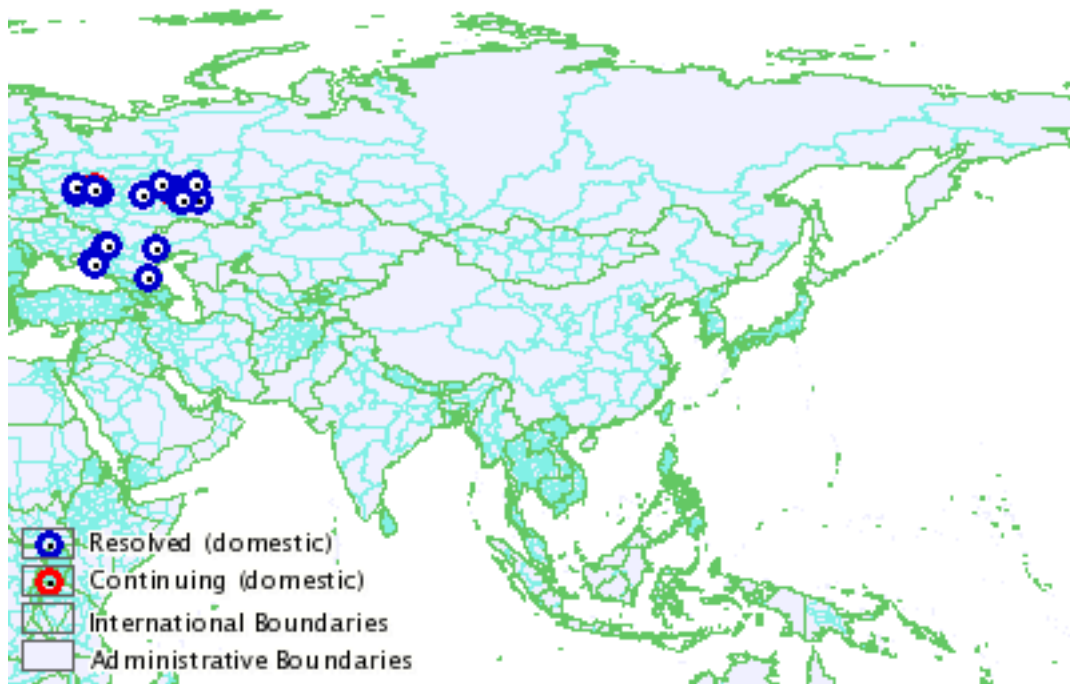 Resolved (domestic)
Continuing (domestic)
International Boundaries
Administrative Boundaries